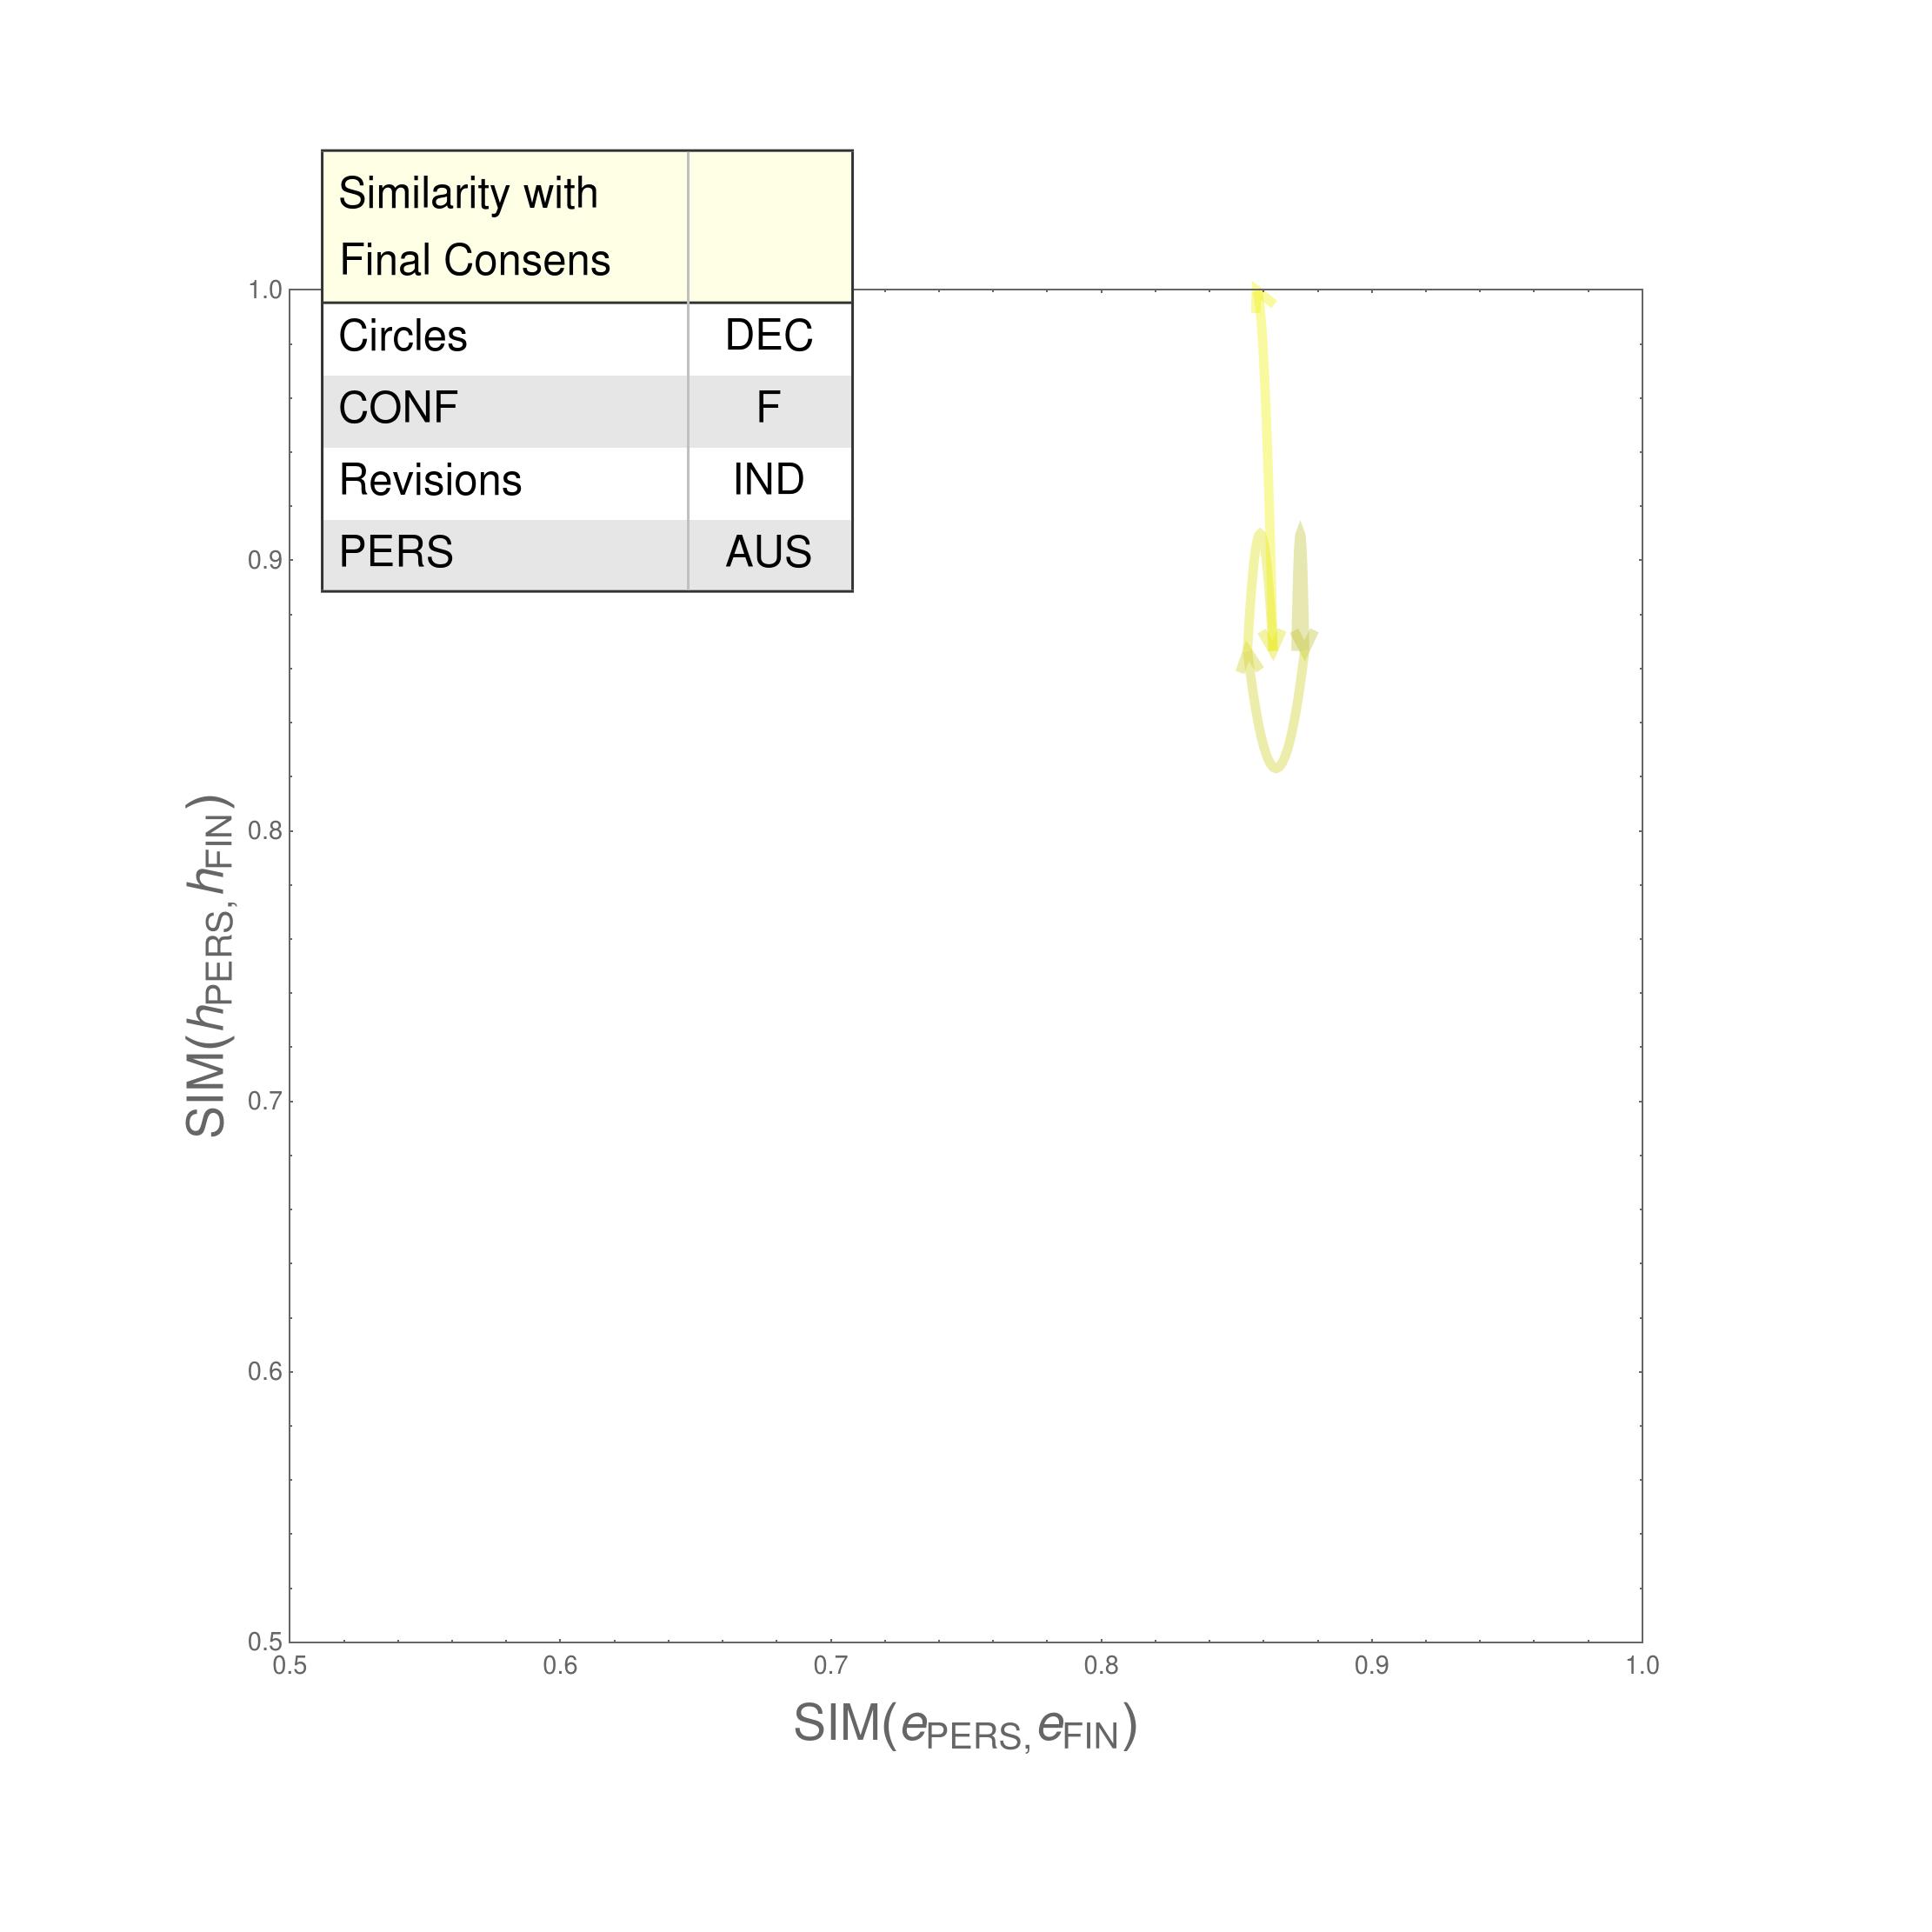 Similarity with
Final Consens
Circles DEC
CONF F
Revisions IND
PERS AUS
1.0
0.9
0.8
0.7
0.6
0.5
SIM(hPERS, hFIN)
0.5 0.6 0.7 0.8 0.9 1.0
SIM(ePERS, eFIN)